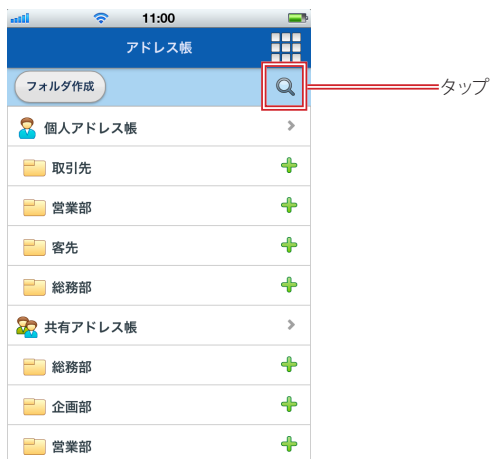 11:00
アドレス帳
フォルダ作成
タップ
個人アドレス帳
取引先
営業部
客先
総務部
共有アドレス帳
総務部
企画部
営業部